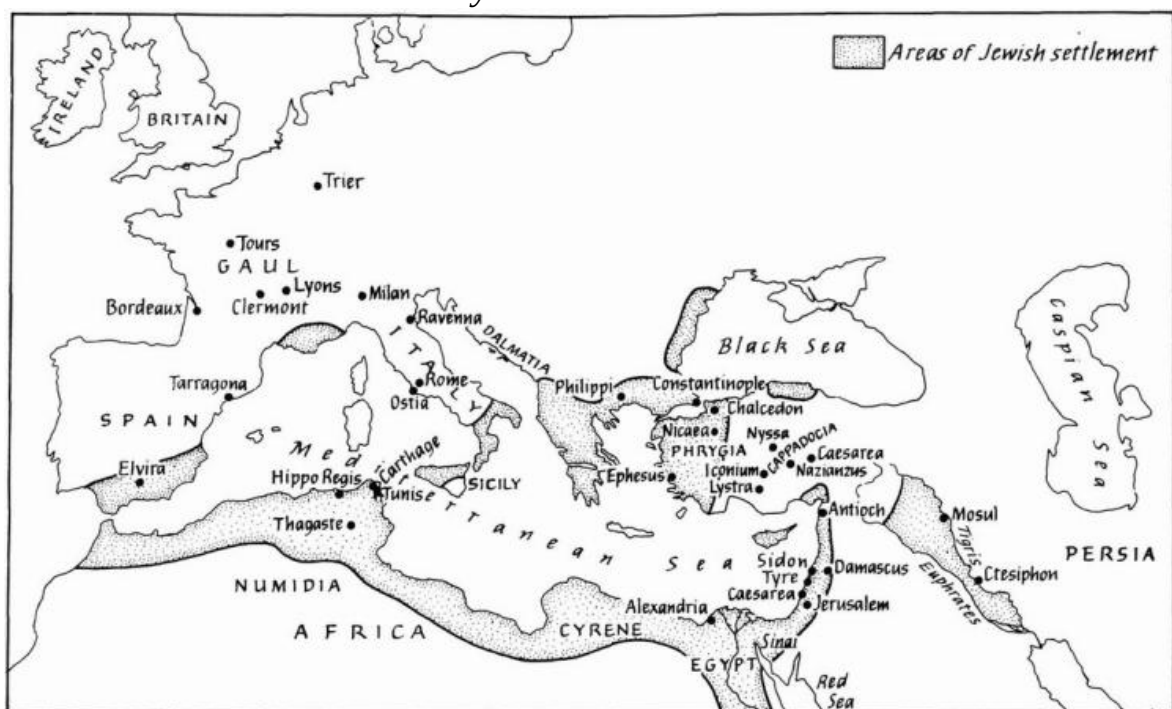 Areas of Jewish settlement
IRELAND
BRITAIN
Trier
Tours
GAUL
Lyons
Clermont
Milan
Bordeaux
Ravenna
ITALY
DALMATIA
Black Sea
Caspian Sea
Tarragona
Rome
Ostia
SPAIN
Philippi
Constantinople
Chalcedon
Nicaea
Nyssa
PHRYGIA
CAPPADOCIA
Caesarea
Nazianzus
Iconium
Ephesus
Lystra
Elvira
Mediterranean Sea
Hippo Regis
Carthage
Tunis
SICILY
Thagaste
Antioch
Mosul
Tigris
PERSIA
Sidon
Damascus
Tyre
Ctesiphon
Euphrates
Caesarea
Jerusalem
NUMIDIA
Alexandria
AFRICA
CYRENE
Sinai
EGYPT
Red
Sea